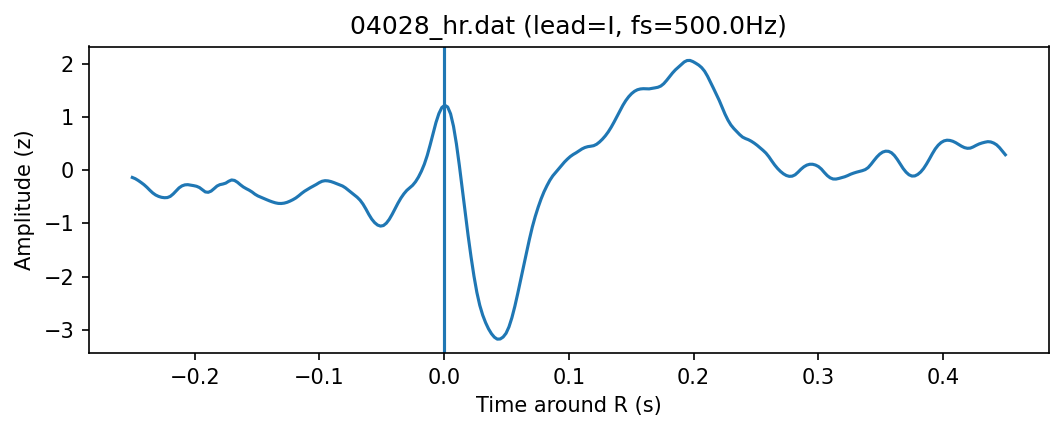 04028_hr.dat (lead=I, fs=500.0Hz)
Amplitude (z)
2
1
0
−1
−2
−3
−0.2 −0.1 0.0 0.1 0.2 0.3 0.4
Time around R (s)